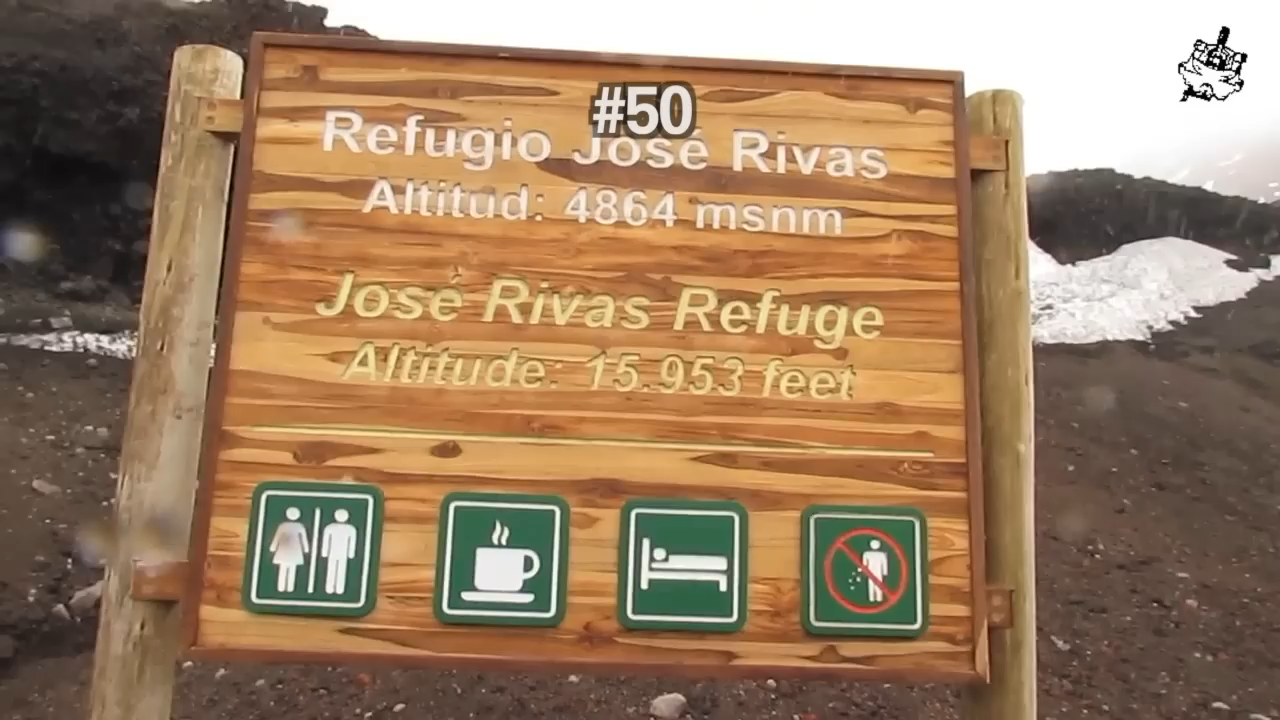 #50
Refugio José Rivas
Altitud: 4864 msnm
José Rivas Refuge
Altitude: 15.953 feet